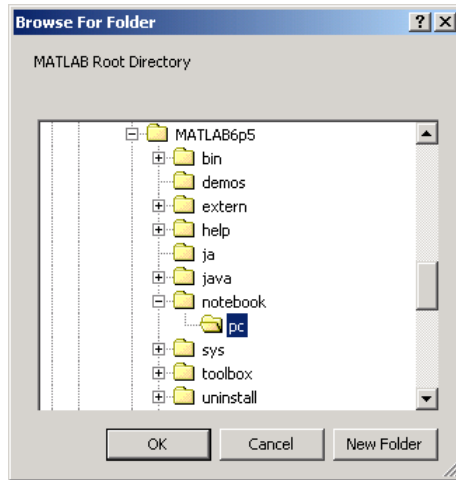 Browse For Folder
MATLAB Root Directory
MATLAB6p5
bin
demos
extern
help
ja
java
notebook
pc
sys
toolbox
uninstall
OK Cancel New Folder